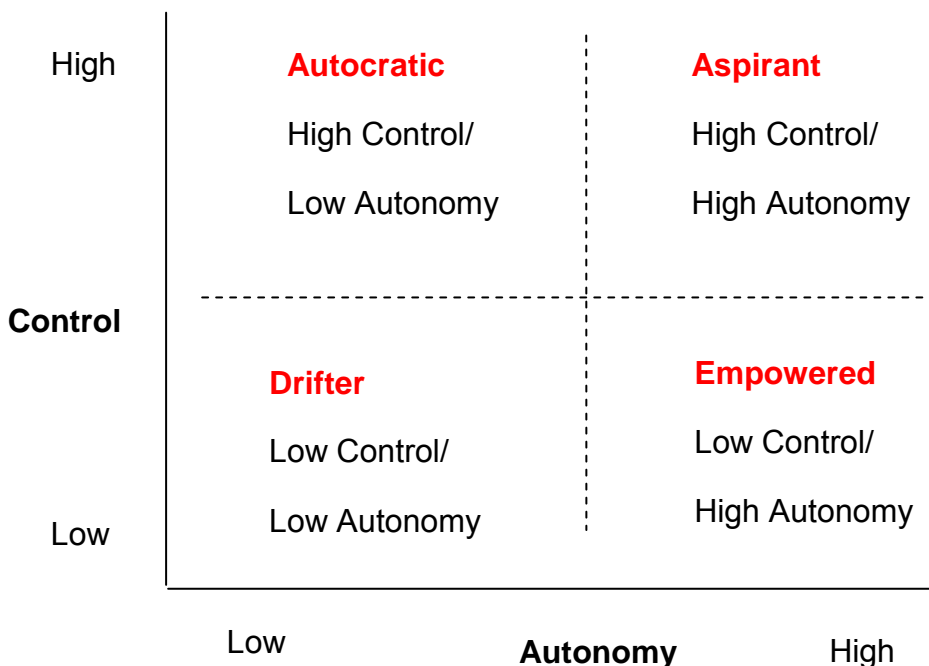 High
Autocratic
High Control/
Low Autonomy
Aspirant
High Control/
High Autonomy
Control
Drifter
Low Control/
Low Autonomy
Empowered
Low Control/
High Autonomy
Low
Low
Autonomy
High